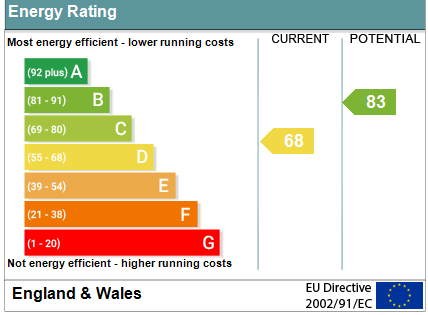 Energy Rating
CURRENT
POTENTIAL
Most energy efficient - lower running costs
(92 plus) A
(81 - 91) B
(69 - 80) C
(55 - 68) D
(39 - 54) E
(21 - 38) F
(1 - 20) G
68
83
Not energy efficient - higher running costs
England & Wales
EU Directive
2002/91/EC